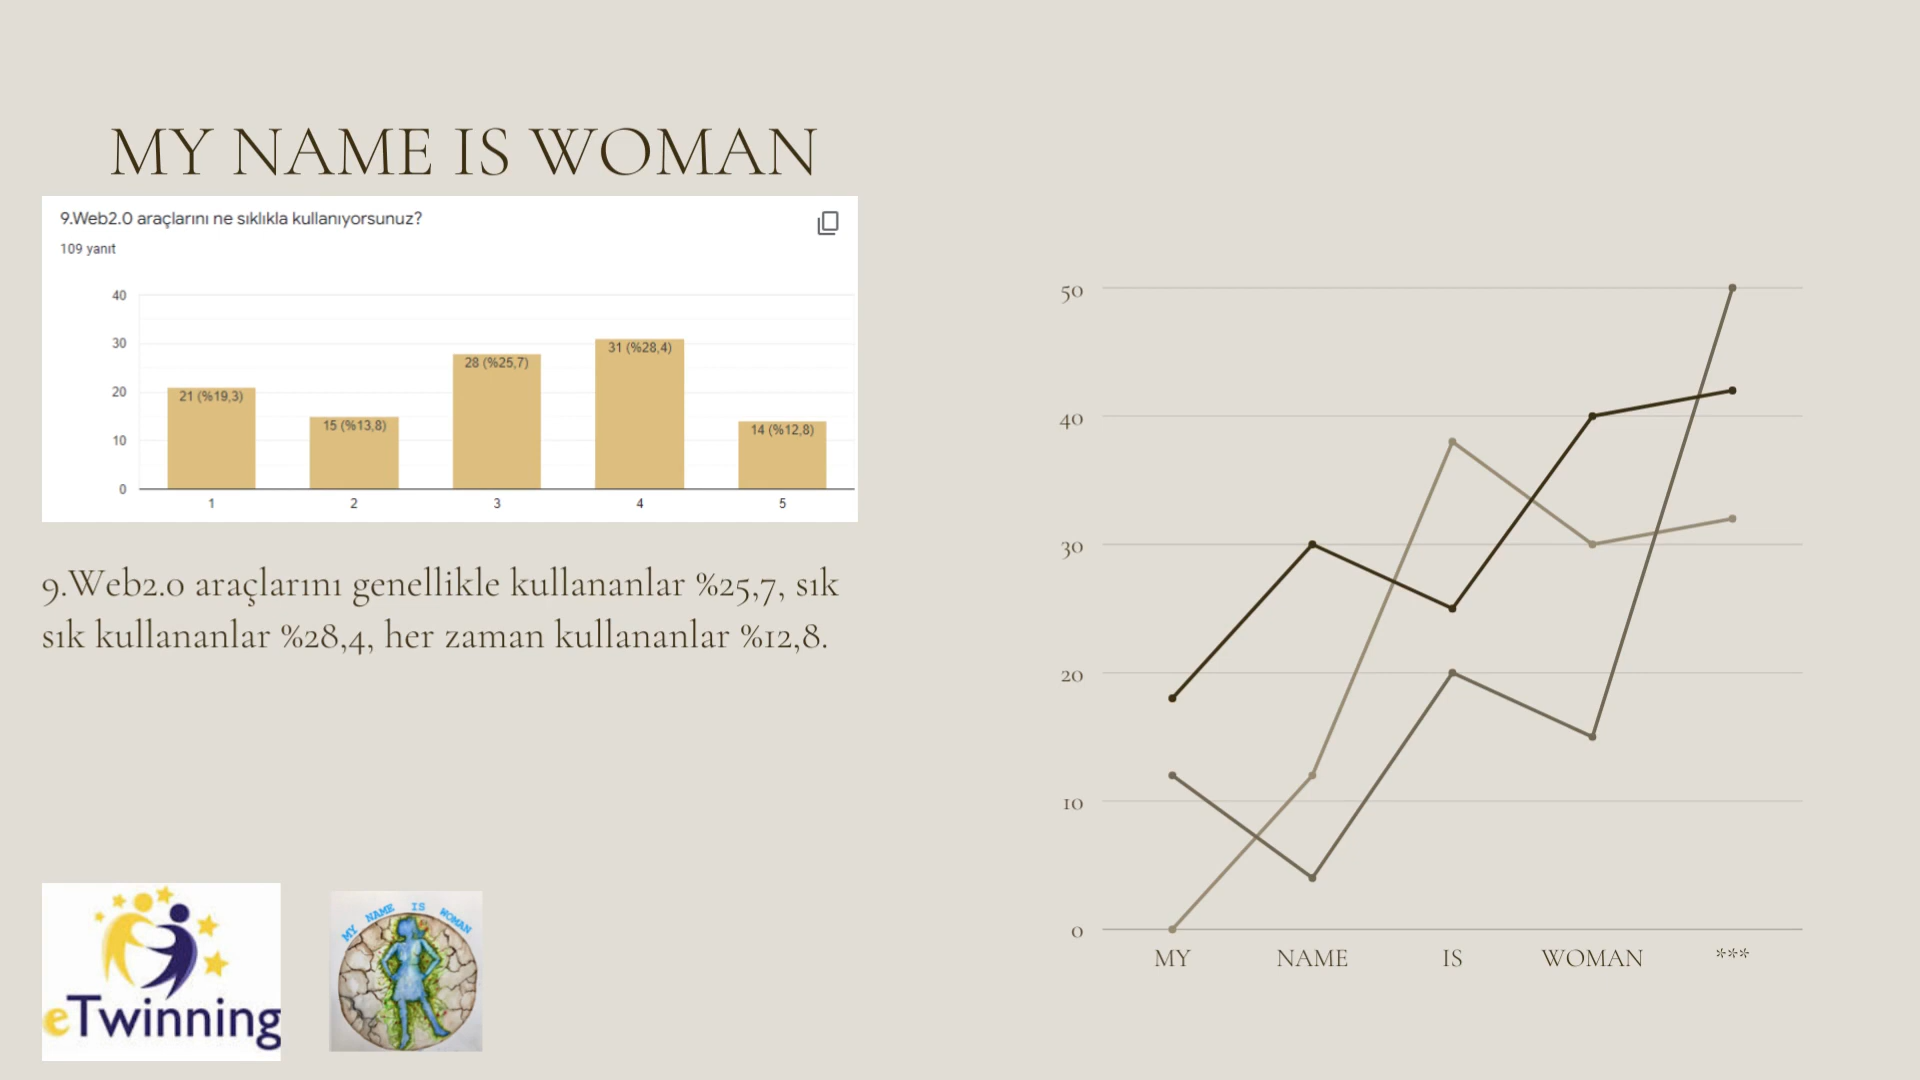 MY NAME IS WOMAN
9.Web2.0 araçlarını ne sıklıkla kullanıyorsunuz?
109 yanıt
40
30
20
10
0
21 (%19,3)
15 (%13,8)
28 (%25,7)
31 (%28,4)
14 (%12,8)
1 2 3 4 5
9.Web2.0 araçlarını genellikle kullananlar %25,7, sık
sık kullananlar %28,4, her zaman kullananlar %12,8.
eTwinning
MY NAME IS WOMAN
50
40
30
20
10
0
MY NAME IS WOMAN ***